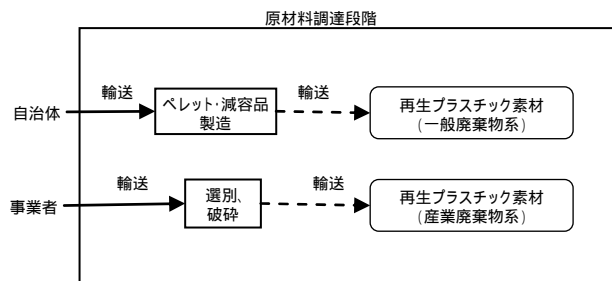 原材料調達段階
自治体
輸送
ペレット・減容品
製造
輸送
再生プラスチック素材
(一般廃棄物系)
事業者
輸送
選別、
破砕
輸送
再生プラスチック素材
(産業廃棄物系)